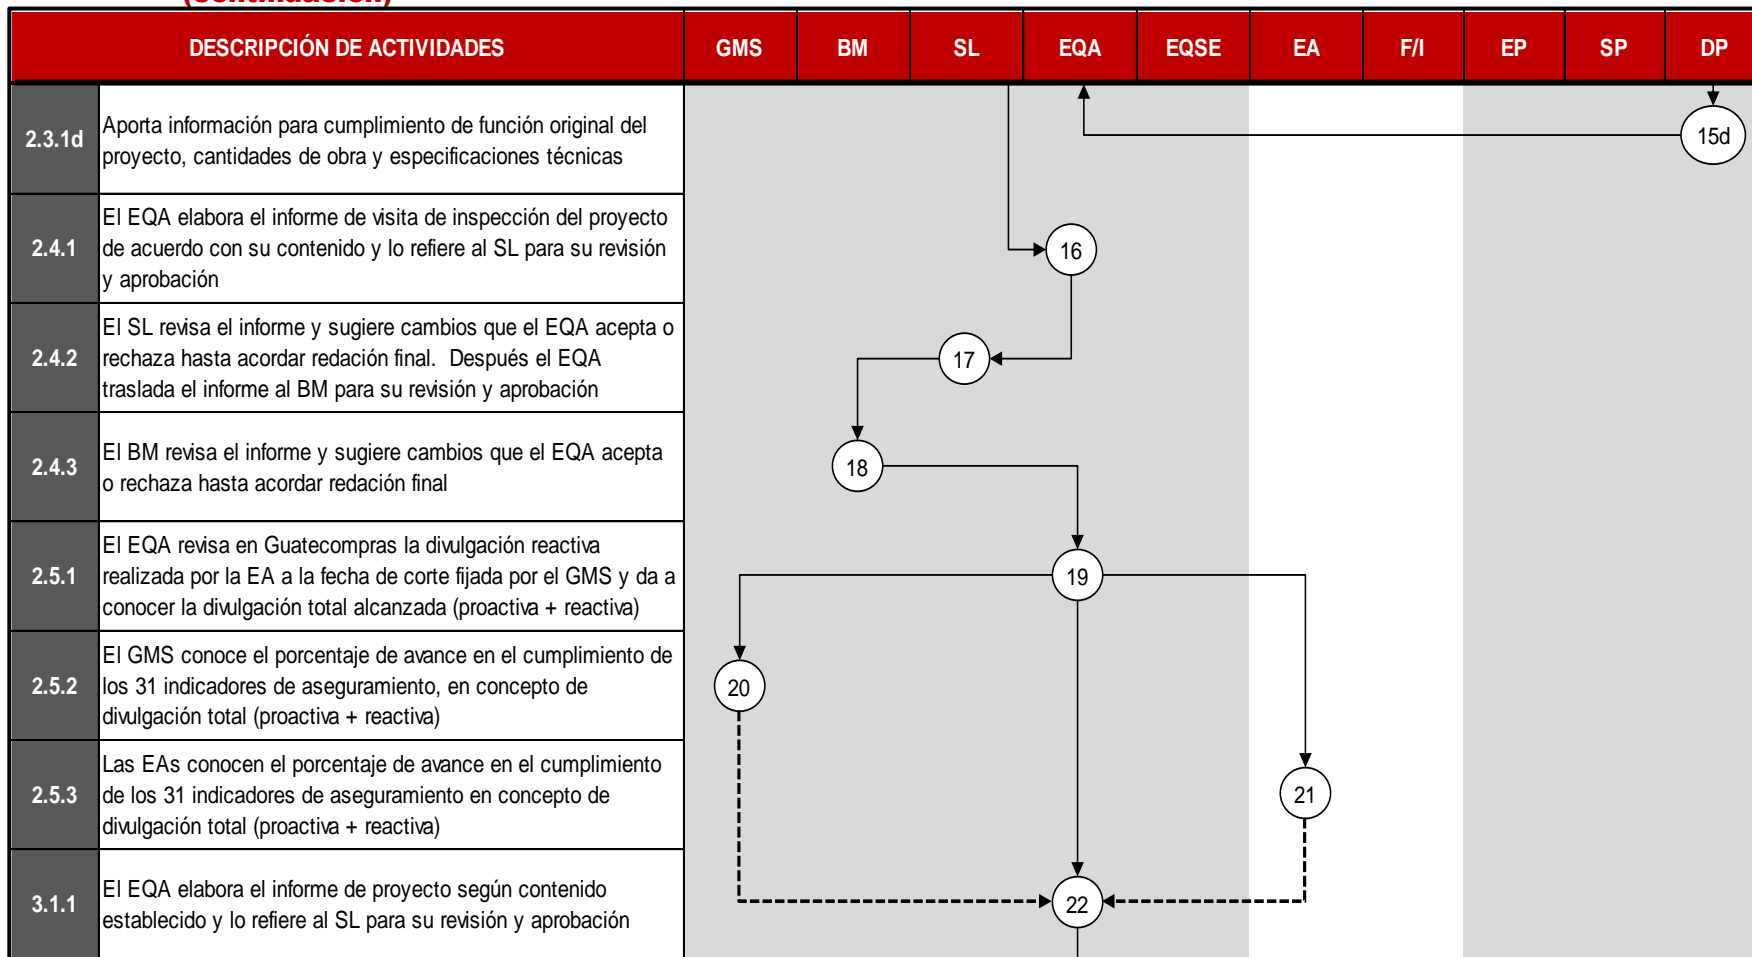 (continuación)
DESCRIPCIÓN DE ACTIVIDADES GMS BM SL EQA EQSE EA F/I EP SP DP
2.3.1d
Aporta información para cumplimiento de función original del
proyecto, cantidades de obra y especificaciones técnicas
15d
2.4.1
El EQA elabora el informe de visita de inspección del proyecto
de acuerdo con su contenido y lo refiere al SL para su revisión
y aprobación
16
2.4.2
El SL revisa el informe y sugiere cambios que el EQA acepta o
rechaza hasta acordar redación final. Después el EQA
traslada el informe al BM para su revisión y aprobación
17
2.4.3
El BM revisa el informe y sugiere cambios que el EQA acepta
o rechaza hasta acordar redación final
18
2.5.1
El EQA revisa en Guatecompras la divulgación reactiva
realizada por la EA a la fecha de corte fijada por el GMS y da a
conocer la divulgación total alcanzada (proactiva + reactiva)
19
2.5.2
El GMS conoce el porcentaje de avance en el cumplimiento de
los 31 indicadores de aseguramiento, en concepto de
divulgación total (proactiva + reactiva)
20
2.5.3
Las EAs conocen el porcentaje de avance en el cumplimiento
de los 31 indicadores de aseguramiento en concepto de
divulgación total (proactiva + reactiva)
21
3.1.1
El EQA elabora el informe de proyecto según contenido
establecido y lo refiere al SL para su revisión y aprobación
22